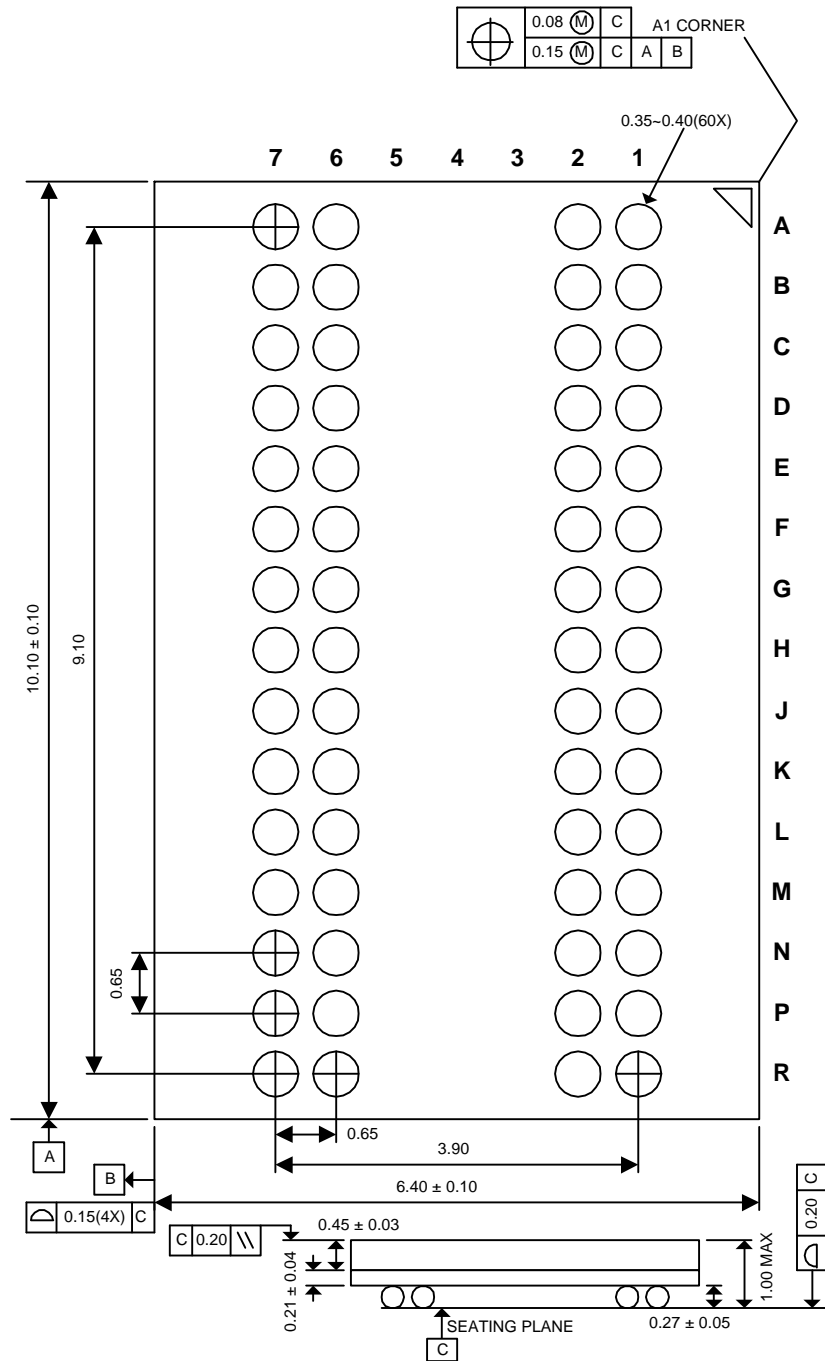 0.08 Ⓜ C
A1 CORNER
0.15 Ⓜ C A B
0.35~0.40(60X)
7 6 5 4 3 2 1
A
B
C
D
E
F
G
H
J
K
L
M
N
P
R
10.10 ± 0.10
9.10
0.65
0.65
3.90
A
B
6.40 ± 0.10
0.15(4X) C
C 0.20
0.45 ± 0.03
0.21 ± 0.04
1.00 MAX
0.20 C
SEATING PLANE
0.27 ± 0.05
C